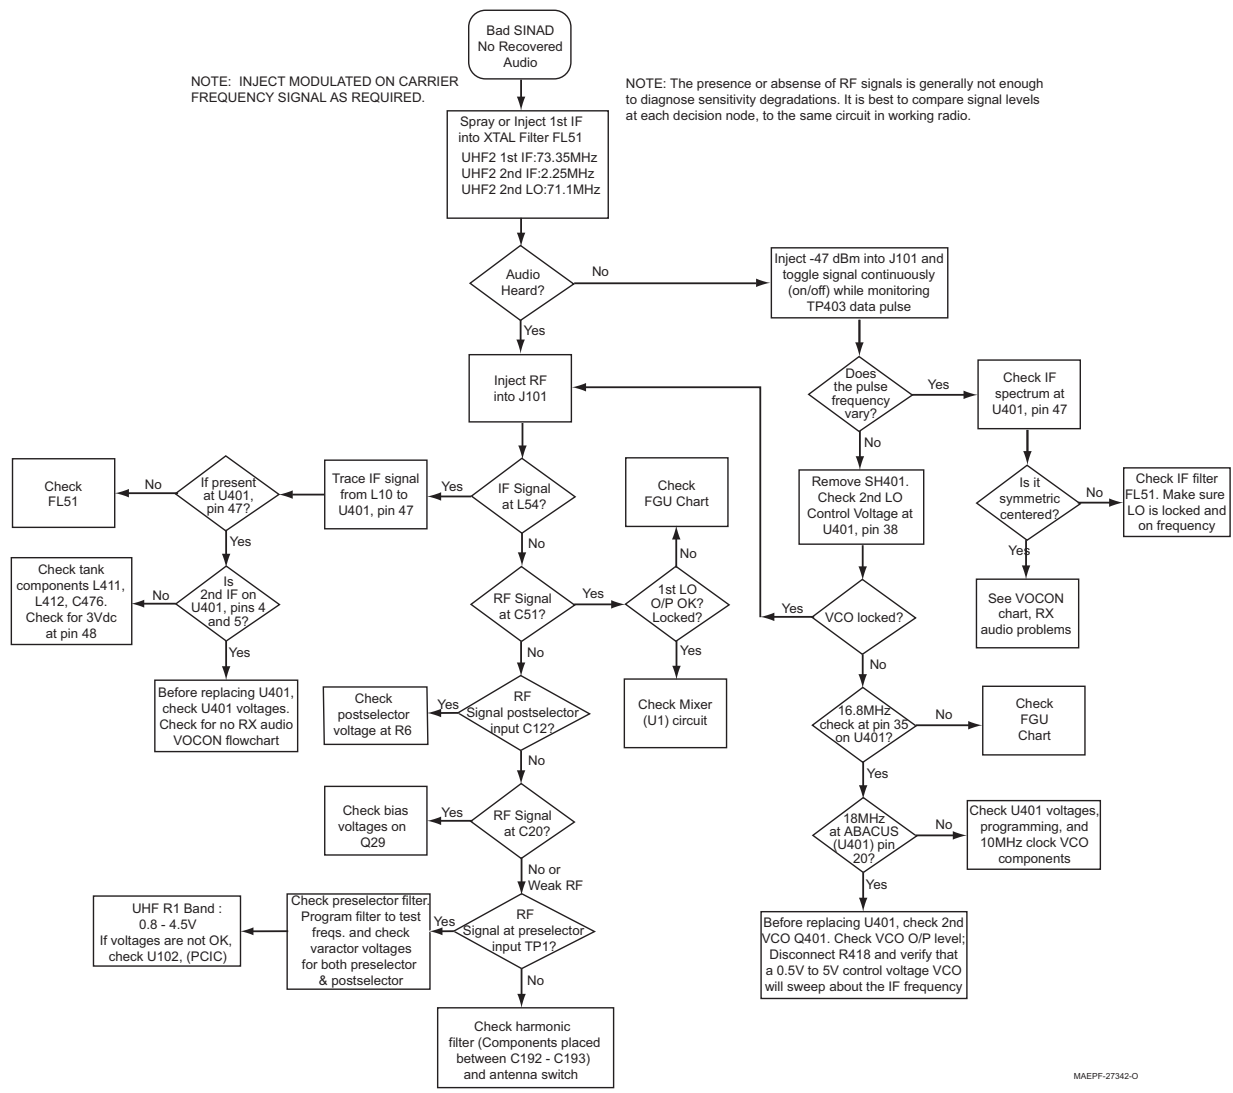 Bad SINAD
No Recovered
Audio
NOTE:  INJECT MODULATED ON CARRIER
FREQUENCY SIGNAL AS REQUIRED.
NOTE: The presence or absense of RF signals is generally not enough
to diagnose sensitivity degradations. It is best to compare signal levels
at each decision node, to the same circuit in working radio.
Spray or Inject 1st IF
into XTAL Filter FL51
UHF2 1st IF:73.35MHz
UHF2 2nd IF:2.25MHz
UHF2 2nd LO:71.1MHz
Audio
Heard?
No
Yes
Inject -47 dBm into J101 and
toggle signal continuously
(on/off) while monitoring
TP403 data pulse
Inject RF
into J101
Does
the pulse
frequency
vary?
Yes
No
Check IF
spectrum at
U401, pin 47
Check
FL51
No
If present
at U401,
pin 47?
Yes
Trace IF signal
from L10 to
U401, pin 47
Yes
IF Signal
at L54?
No
Check
FGU Chart
No
Remove SH401.
Check 2nd LO
Control Voltage at
U401, pin 38
Is it
symmetric
centered?
No
Yes
Check IF filter
FL51. Make sure
LO is locked and
on frequency
Check tank
components L411,
L412, C476.
Check for 3Vdc
at pin 48
No
Is
2nd IF on
U401, pins 4
and 5?
Yes
RF Signal
at C51?
Yes
No
1st LO
O/P OK?
Locked?
Yes
Yes
VCO locked?
No
See VOCON
chart, RX
audio problems
Before replacing U401,
check U401 voltages.
Check for no RX audio
VOCON flowchart
Check
postselector
voltage at R6
Yes
RF
Signal postselector
input C12?
No
Check Mixer
(U1) circuit
16.8MHz
check at pin 35
on U401?
No
Yes
Check
FGU
Chart
Check bias
voltages on
Q29
Yes
RF Signal
at C20?
No or
Weak RF
18MHz
at ABACUS
(U401) pin
20?
No
Yes
Check U401 voltages,
programming, and
10MHz clock VCO
components
UHF R1 Band :
0.8 - 4.5V
If voltages are not OK,
check U102, (PCIC)
Check preselector filter.
Program filter to test
freqs. and check
varactor voltages
for both preselector
& postselector
Yes
RF
Signal at preselector
input TP1?
No
Before replacing U401, check 2nd
VCO Q401. Check VCO O/P level;
Disconnect R418 and verify that
a 0.5V to 5V control voltage VCO
will sweep about the IF frequency
Check harmonic
filter (Components placed
between C192 - C193)
and antenna switch
MAEPF-27342-O